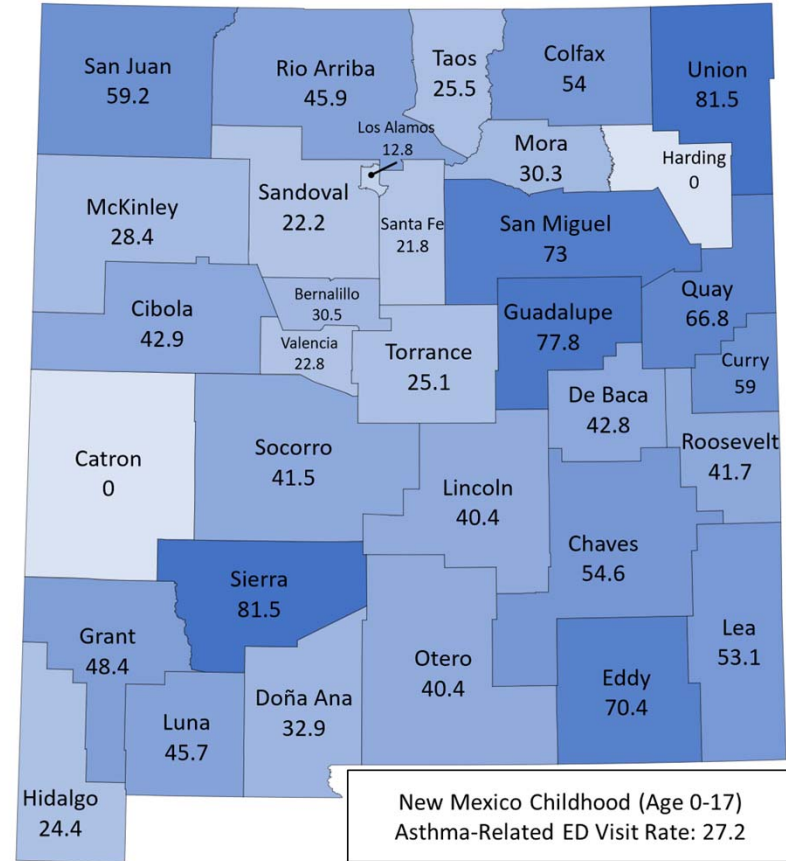 San Juan
59.2
Rio Arriba
45.9
Taos
25.5
Colfax
54
Union
81.5
Los Alamos
12.8
Mora
30.3
Harding
0
McKinley
28.4
Sandoval
22.2
Santa Fe
21.8
San Miguel
73
Cibola
42.9
Bernalillo
30.5
Quay
66.8
Valencia
22.8
Torrance
25.1
Guadalupe
77.8
Curry
59
De Baca
42.8
Catron
0
Socorro
41.5
Lincoln
40.4
Roosevelt
41.7
Chaves
54.6
Sierra
81.5
Grant
48.4
Otero
40.4
Lea
53.1
Eddy
70.4
Luna
45.7
Doña Ana
32.9
Hidalgo
24.4
New Mexico Childhood (Age 0-17)
Asthma-Related ED Visit Rate: 27.2